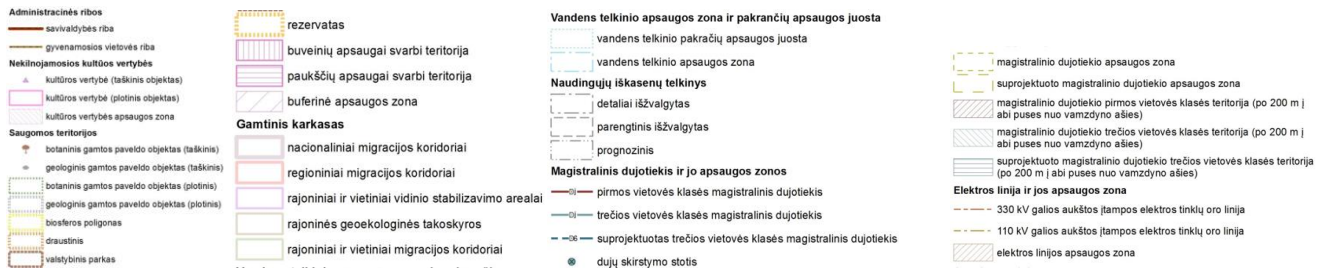 Administracinės ribos
savivaldybės riba
gyvenamosios vietovės riba
Nekilnojamosios kultūros vertybės
kultūros vertybė (taškinis objektas)
kultūros vertybė (plotinis objektas)
kultūros vertybės apsaugos zona
Saugomos teritorijos
botaninis gamtos paveldo objektas (taškinis)
geologinis gamtos paveldo objektas (taškinis)
botaninis gamtos paveldo objektas (plotinis)
geologinis gamtos paveldo objektas (plotinis)
biosferos poligonas
draustinis
valstybinis parkas
rezervatas
buveinių apsaugai svarbi teritorija
paukščių apsaugai svarbi teritorija
buferinė apsaugos zona
Gamtinis karkasas
nacionaliniai migracijos koridoriai
regioniniai migracijos koridoriai
rajoniniai ir vietiniai vidinio stabilizavimo arealai
rajoninės geoekologinės takoskyros
rajoniniai ir vietiniai migracijos koridoriai
Vandens telkinio apsaugos zona ir pakrančių apsaugos juosta
vandens telkinio pakračių apsaugos juosta
vandens telkinio apsaugos zona
Naudingųjų iškasenų telkinys
detaliai išžvalgytas
parengtinis išžvalgytas
prognozinis
Magistralinis dujotiekis ir jo apsaugos zonos
pirmos vietovės klasės magistralinis dujotiekis
trečios vietovės klasės magistralinis dujotiekis
suprojektuotas trečios vietovės klasės magistralinis dujotiekis
dujų skirstymo stotis
magistralinio dujotiekio apsaugos zona
suprojektuoto magistralinio dujotiekio apsaugos zona
magistralinio dujotiekio pirmos vietovės klasės teritorija (po 200 m į
abi puses nuo vamzdyno ašies)
magistralinio dujotiekio trečios vietovės klasės teritorija (po 200 m į
abi puses nuo vamzdyno ašies)
suprojektuoto magistralinio dujotiekio trečios vietovės klasės teritorija
(po 200 m į abi puses nuo vamzdyno ašies)
Elektros linija ir jos apsaugos zona
330 kV galios aukštos įtampos elektros tinklų oro linija
110 kV galios aukštos įtampos elektros tinklų oro linija
elektros linijos apsaugos zona